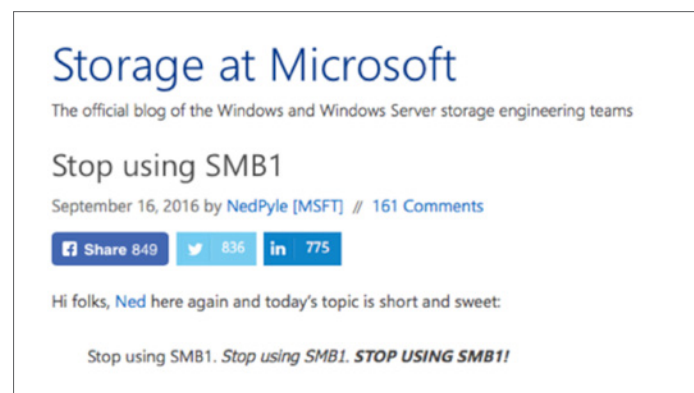 Storage at Microsoft
The official blog of the Windows and Windows Server storage engineering teams
Stop using SMB1
September 16, 2016 by NedPyle [MSFT] // 161 Comments
Share 849 836 in 775
Hi folks, Ned here again and today's topic is short and sweet:
Stop using SMB1. Stop using SMB1. STOP USING SMB1!